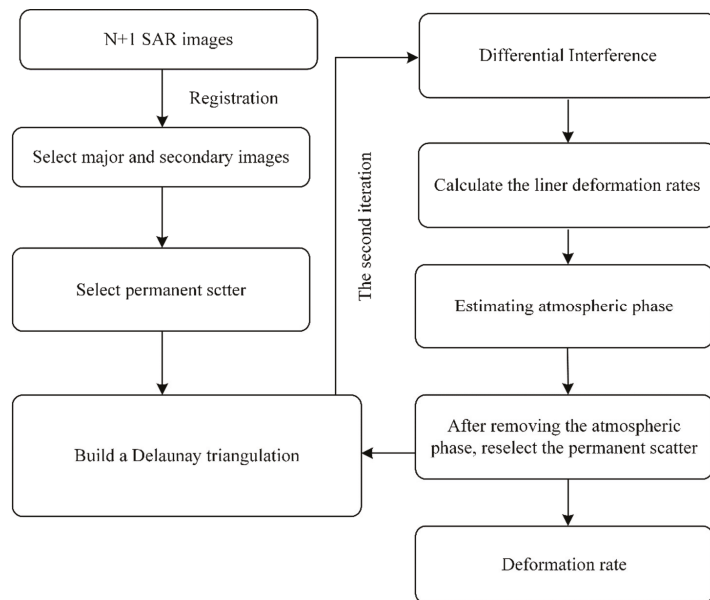 N+1 SAR images
Registration
Select major and secondary images
Select permanent sctter
Build a Delaunay triangulation
The second iteration
Differential Interference
Calculate the liner deformation rates
Estimating atmospheric phase
After removing the atmospheric
phase, reselect the permanent scatter
Deformation rate